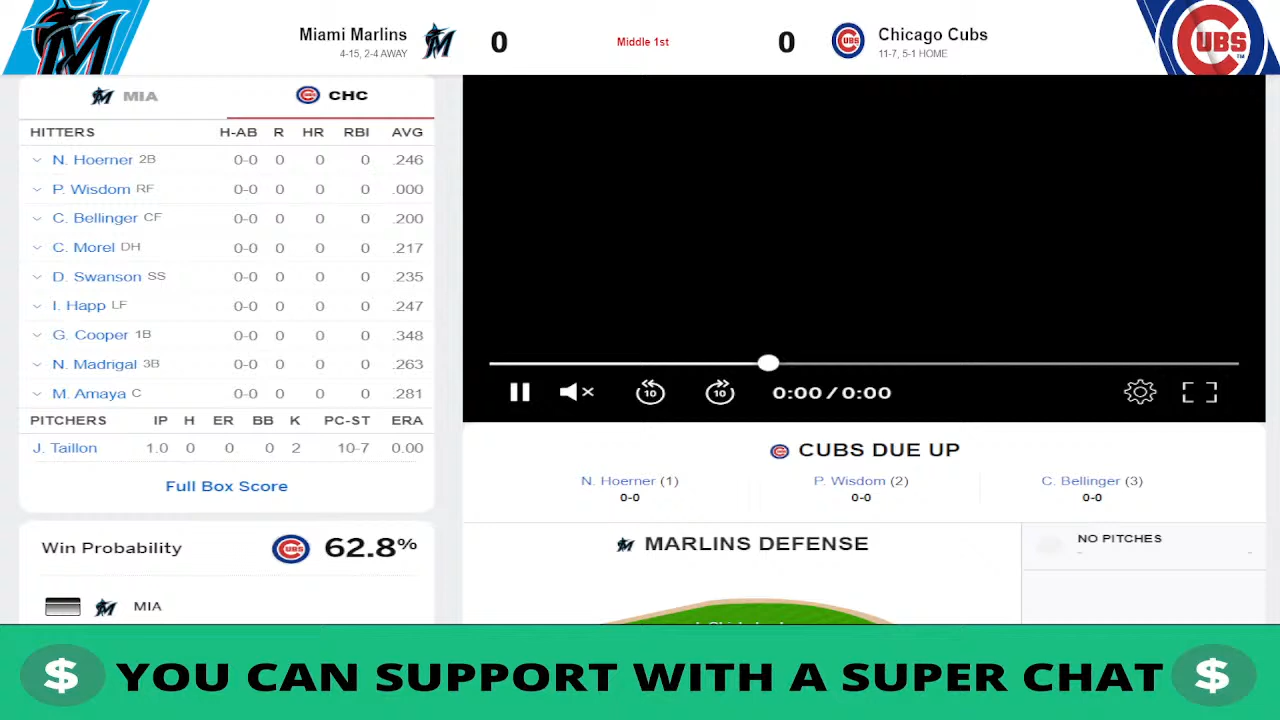 Miami Marlins
4-15, 2-4 AWAY
0
Middle 1st
0
Chicago Cubs
11-7, 5-1 HOME
CUBS
MIA
CHC
HITTERS H-AB R HR RBI AVG
N. Hoerner 2B 0-0 0 0 0 .246
P. Wisdom RF 0-0 0 0 0 .000
C. Bellinger CF 0-0 0 0 0 .200
C. Morel DH 0-0 0 0 0 .217
D. Swanson SS 0-0 0 0 0 .235
I. Happ LF 0-0 0 0 0 .247
G. Cooper 1B 0-0 0 0 0 .348
N. Madrigal 3B 0-0 0 0 0 .263
M. Amaya C 0-0 0 0 0 .281
PITCHERS IP H ER BB K PC-ST ERA
J. Taillon 1.0 0 0 0 2 10-7 0.00
Full Box Score
Win Probability CUBS 62.8%
MIA
10 10 0:00 / 0:00
CUBS DUE UP
N. Hoerner (1) P. Wisdom (2) C. Bellinger (3)
0-0 0-0 0-0
MARLINS DEFENSE
NO PITCHES
- -
$ YOU CAN SUPPORT WITH A SUPER CHAT $